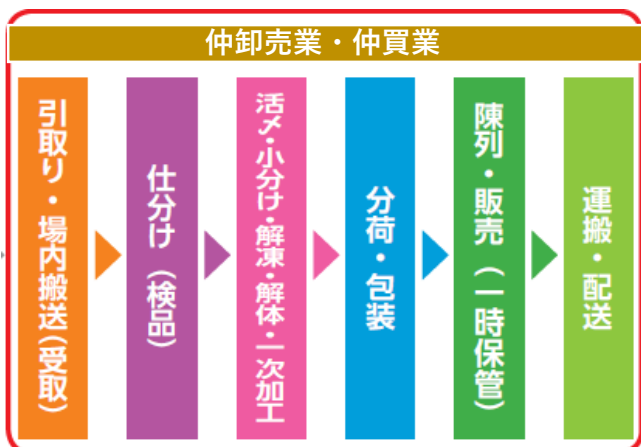 仲卸売業・仲買業
引取り・場内搬送(受取)
仕分け(検品)
活〆・小分け・解凍・解体・一次加工
分荷・包装
陳列・販売(一時保管)
運搬・配送